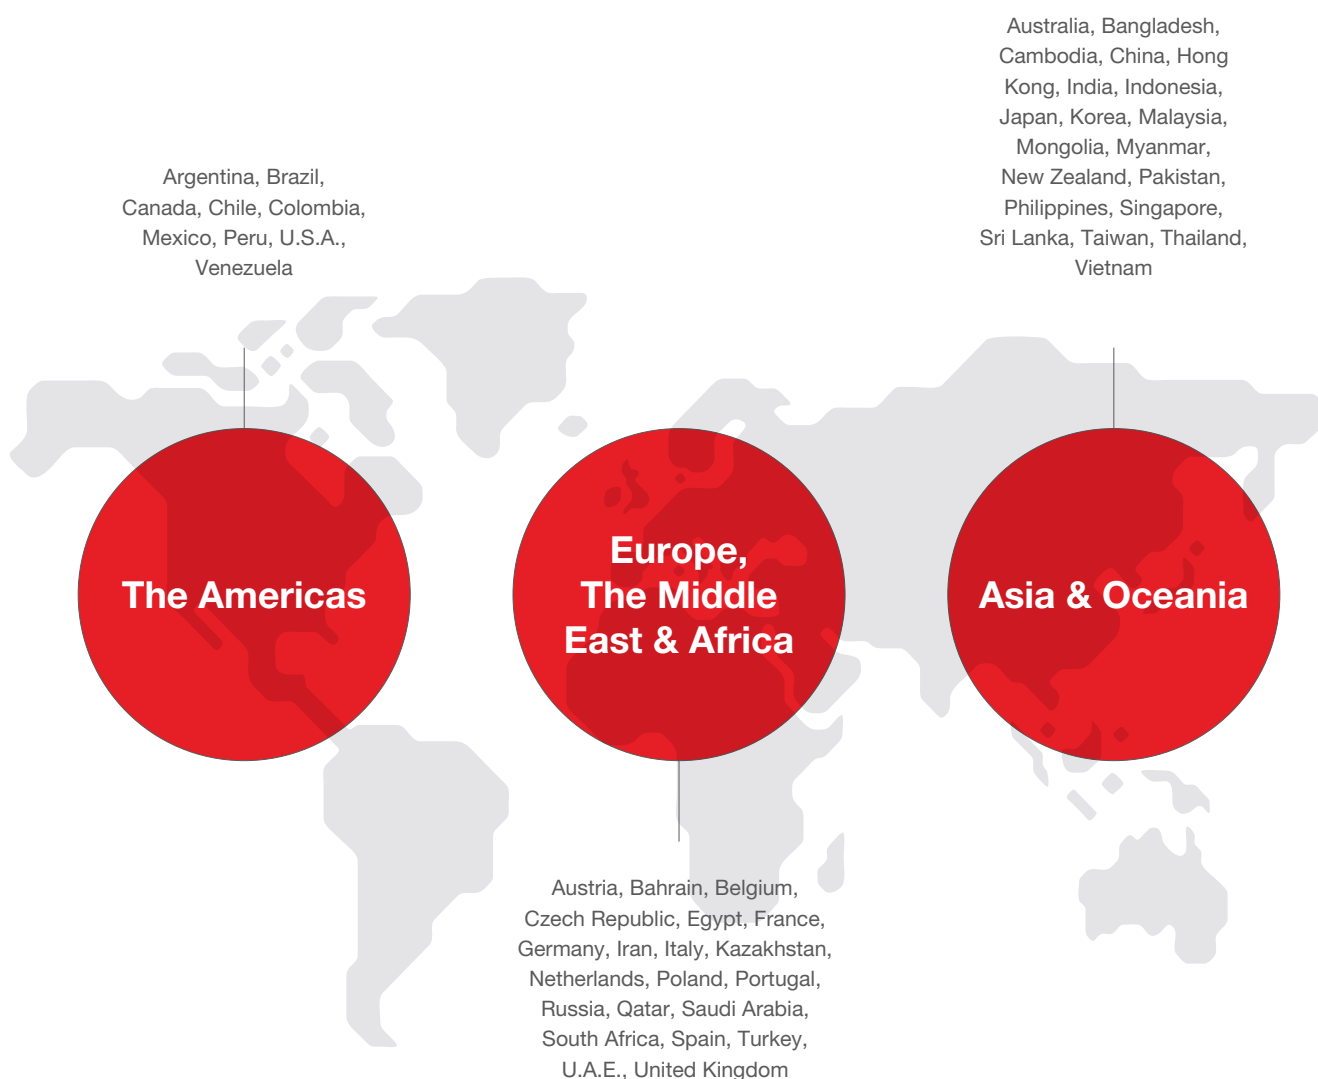 Argentina, Brazil,
Canada, Chile, Colombia,
Mexico, Peru, U.S.A.,
Venezuela
The Americas
Europe,
The Middle
East & Africa
Austria, Bahrain, Belgium,
Czech Republic, Egypt, France,
Germany, Iran, Italy, Kazakhstan,
Netherlands, Poland, Portugal,
Russia, Qatar, Saudi Arabia,
South Africa, Spain, Turkey,
U.A.E., United Kingdom
Australia, Bangladesh,
Cambodia, China, Hong
Kong, India, Indonesia,
Japan, Korea, Malaysia,
Mongolia, Myanmar,
New Zealand, Pakistan,
Philippines, Singapore,
Sri Lanka, Taiwan, Thailand,
Vietnam
Asia & Oceania